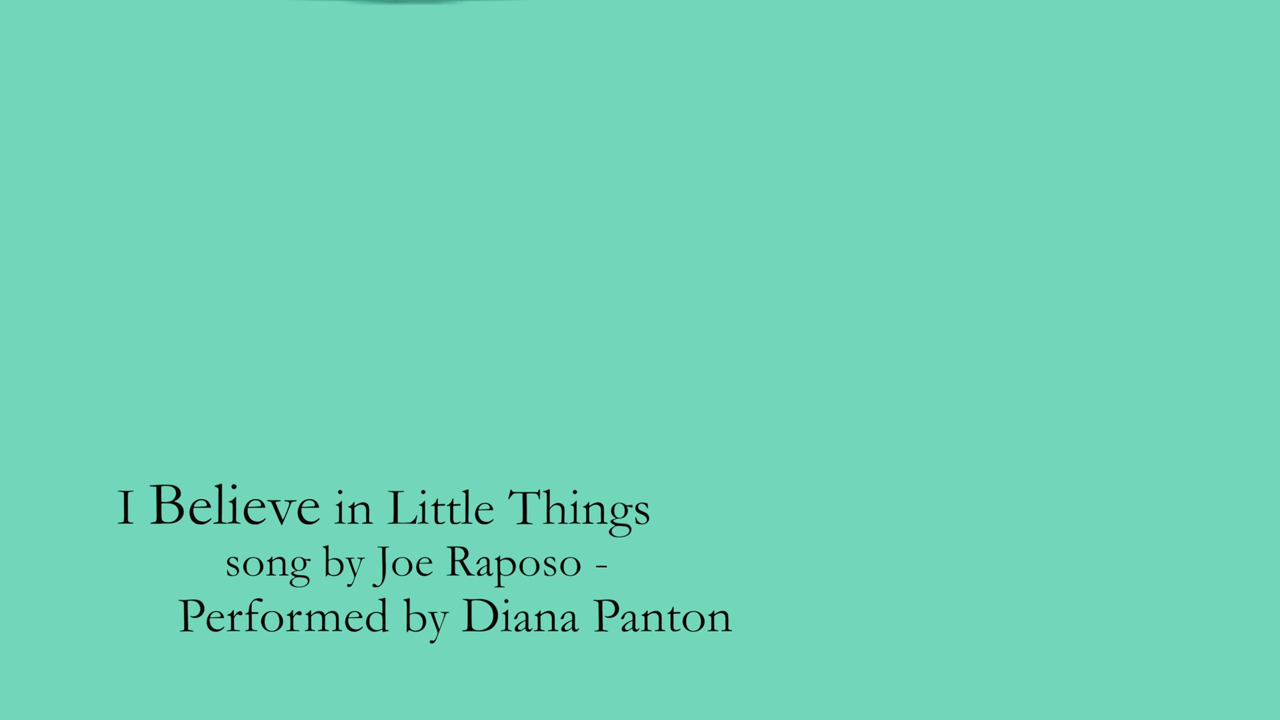 I Believe in Little Things
song by Joe Raposo -
Performed by Diana Panton